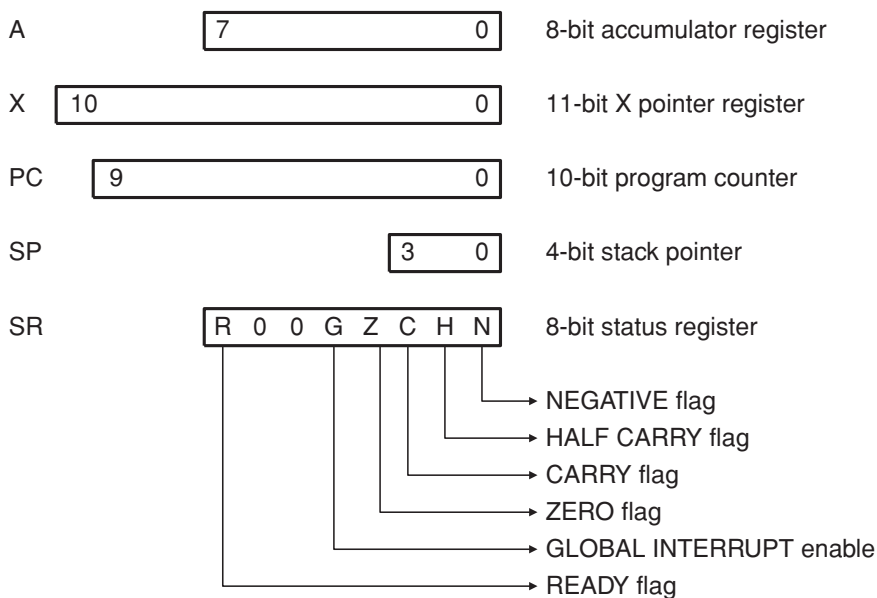 A 7 0 8-bit accumulator register
X 10 0 11-bit X pointer register
PC 9 0 10-bit program counter
SP 3 0 4-bit stack pointer
SR R 0 0 G Z C H N 8-bit status register
NEGATIVE flag
HALF CARRY flag
CARRY flag
ZERO flag
GLOBAL INTERRUPT enable
READY flag